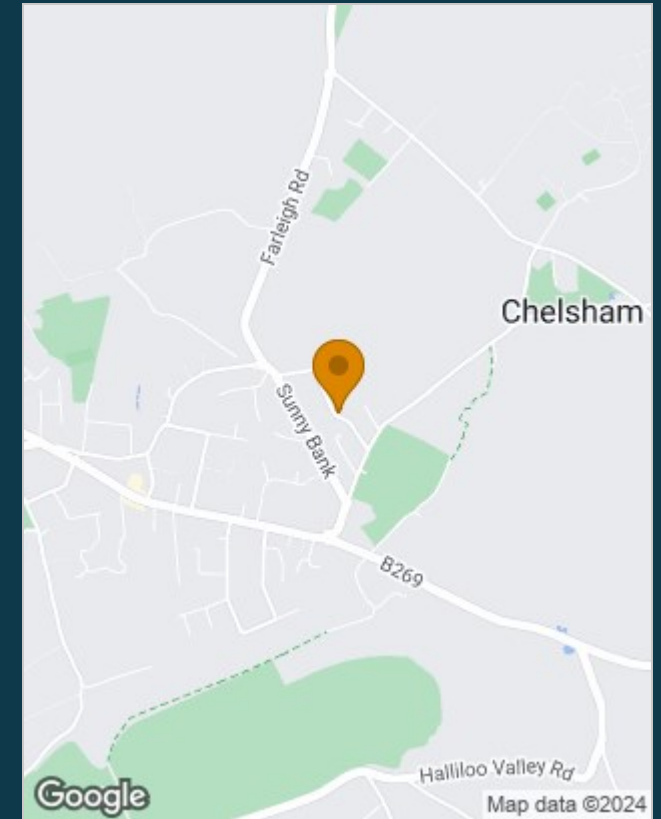 Farleigh Rd
Chelsham
Sunny Bank
B269
Halliloo Valley Rd
Google
Map data ©2024